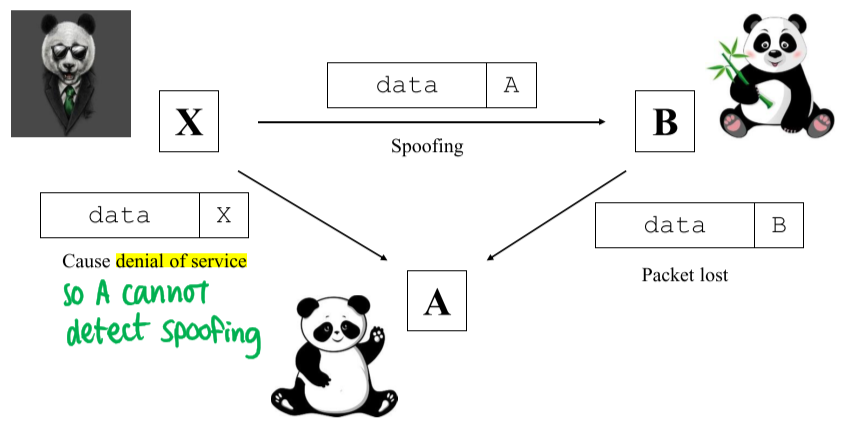 data A
X
B
Spoofing
data X
data B
Cause denial of service
Packet lost
so A cannot
detect spoofing
A